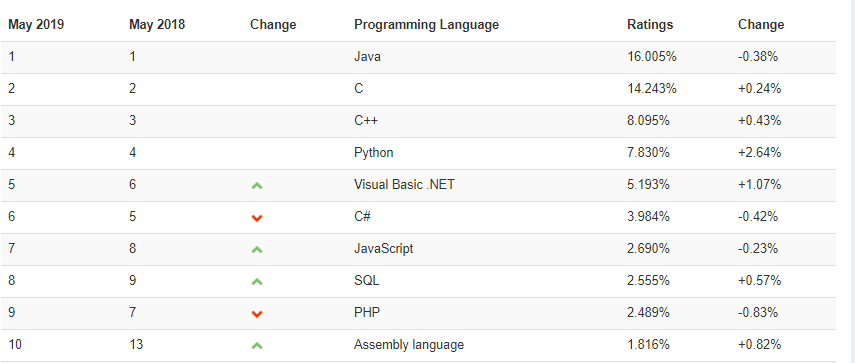 May 2019 May 2018 Change Programming Language Ratings Change
1 1 Java 16.005% -0.38%
2 2 C 14.243% +0.24%
3 3 C++ 8.095% +0.43%
4 4 Python 7.830% +2.64%
5 6 Visual Basic .NET 5.193% +1.07%
6 5 C# 3.984% -0.42%
7 8 JavaScript 2.690% -0.23%
8 9 SQL 2.555% +0.57%
9 7 PHP 2.489% -0.83%
10 13 Assembly language 1.816% +0.82%